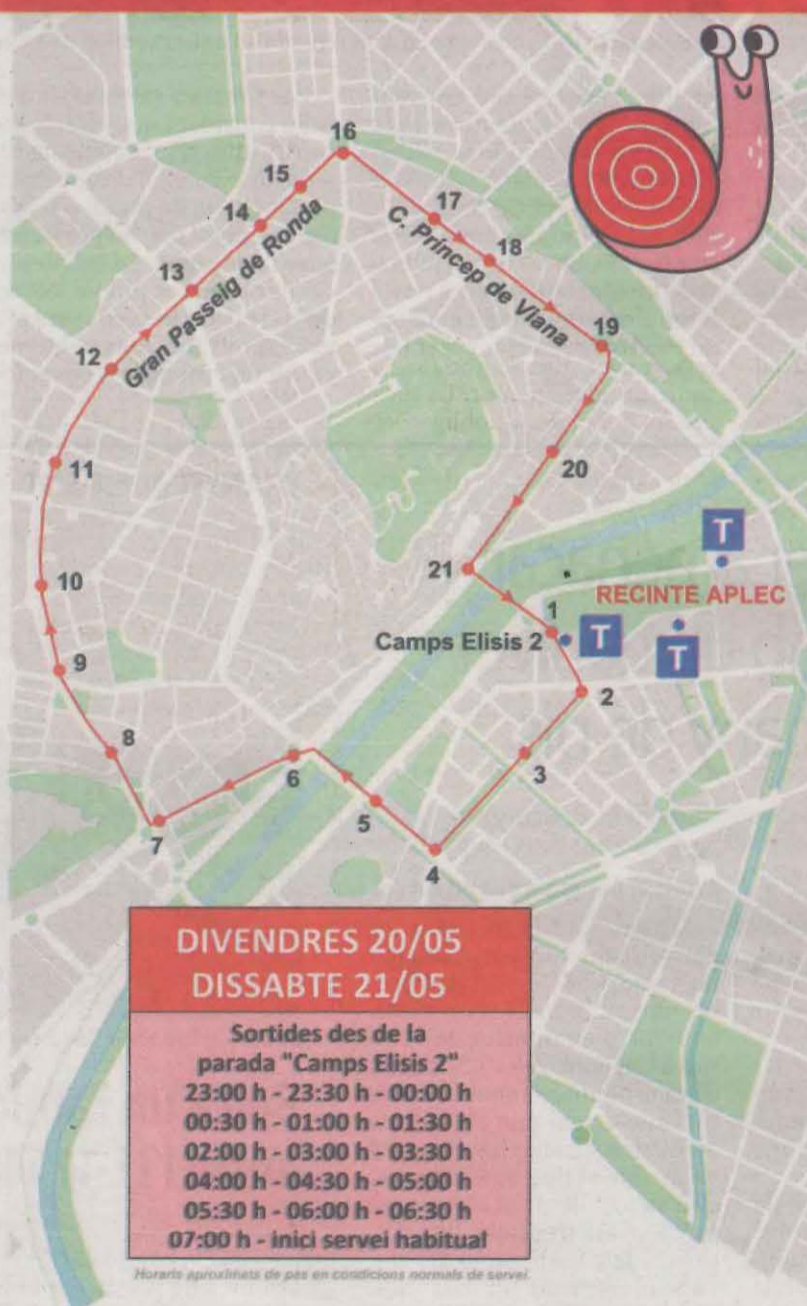 16
15
17
14
C. Príncep de Viana
18
Gran Passeig de Ronda
13
19
12
20
11
21
T
10
RECINTE APLEC
1
Camps Elisis 2
T
T
9
2
8
3
6
5
7
4
DIVENDRES 20/05
DISSABTE 21/05
Sortides des de la
parada "Camps Elisis 2"
23:00 h - 23:30 h - 00:00 h
00:30 h - 01:00 h - 01:30 h
02:00 h - 03:00 h - 03:30 h
04:00 h - 04:30 h - 05:00 h
05:30 h - 06:00 h - 06:30 h
07:00 h - inici servei habitual
Horaris aproximats de pas en condicions normals de servei.